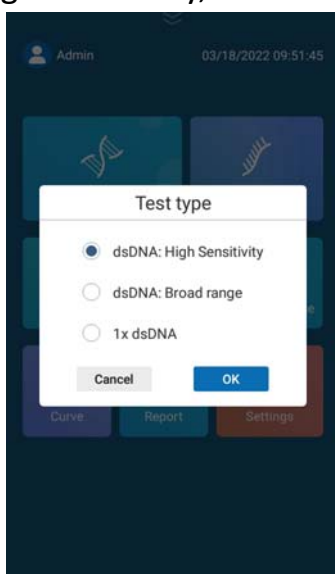 Admin
03/18/2022 09:51:45
Test type
dsDNA: High Sensitivity
dsDNA: Broad range
1x dsDNA
Cancel
OK
Curve
Report
Settings